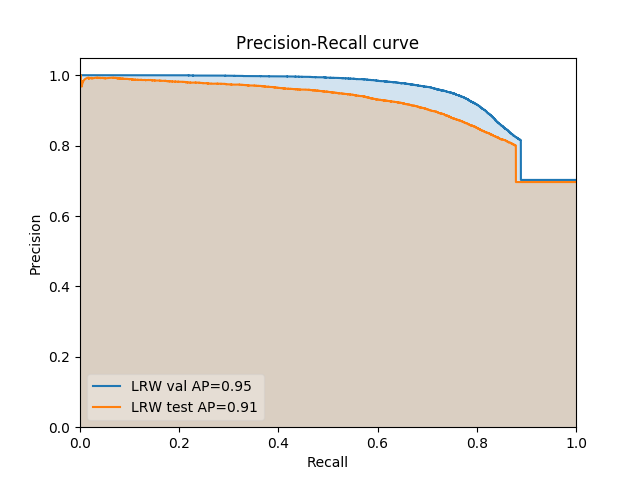 Precision-Recall curve
1.0
0.8
0.6
0.4
0.2
0.0
Precision
LRW val AP=0.95
LRW test AP=0.91
0.0 0.2 0.4 0.6 0.8 1.0
Recall